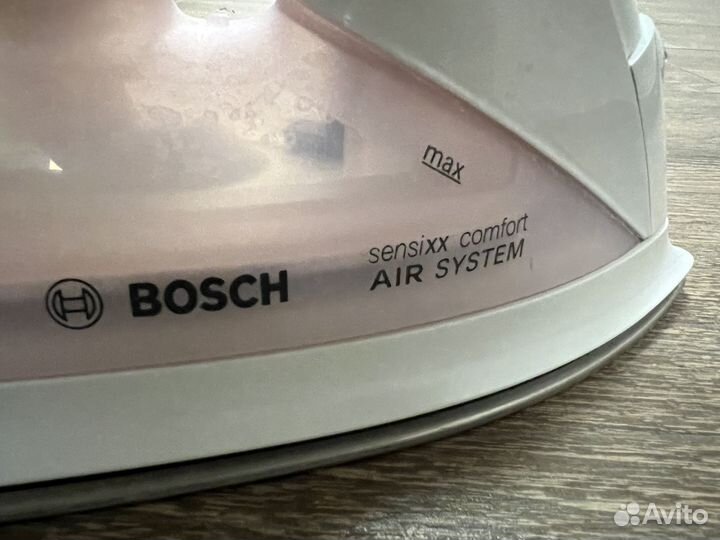 max
sensixx comfort
AIR SYSTEM
BOSCH
Avito